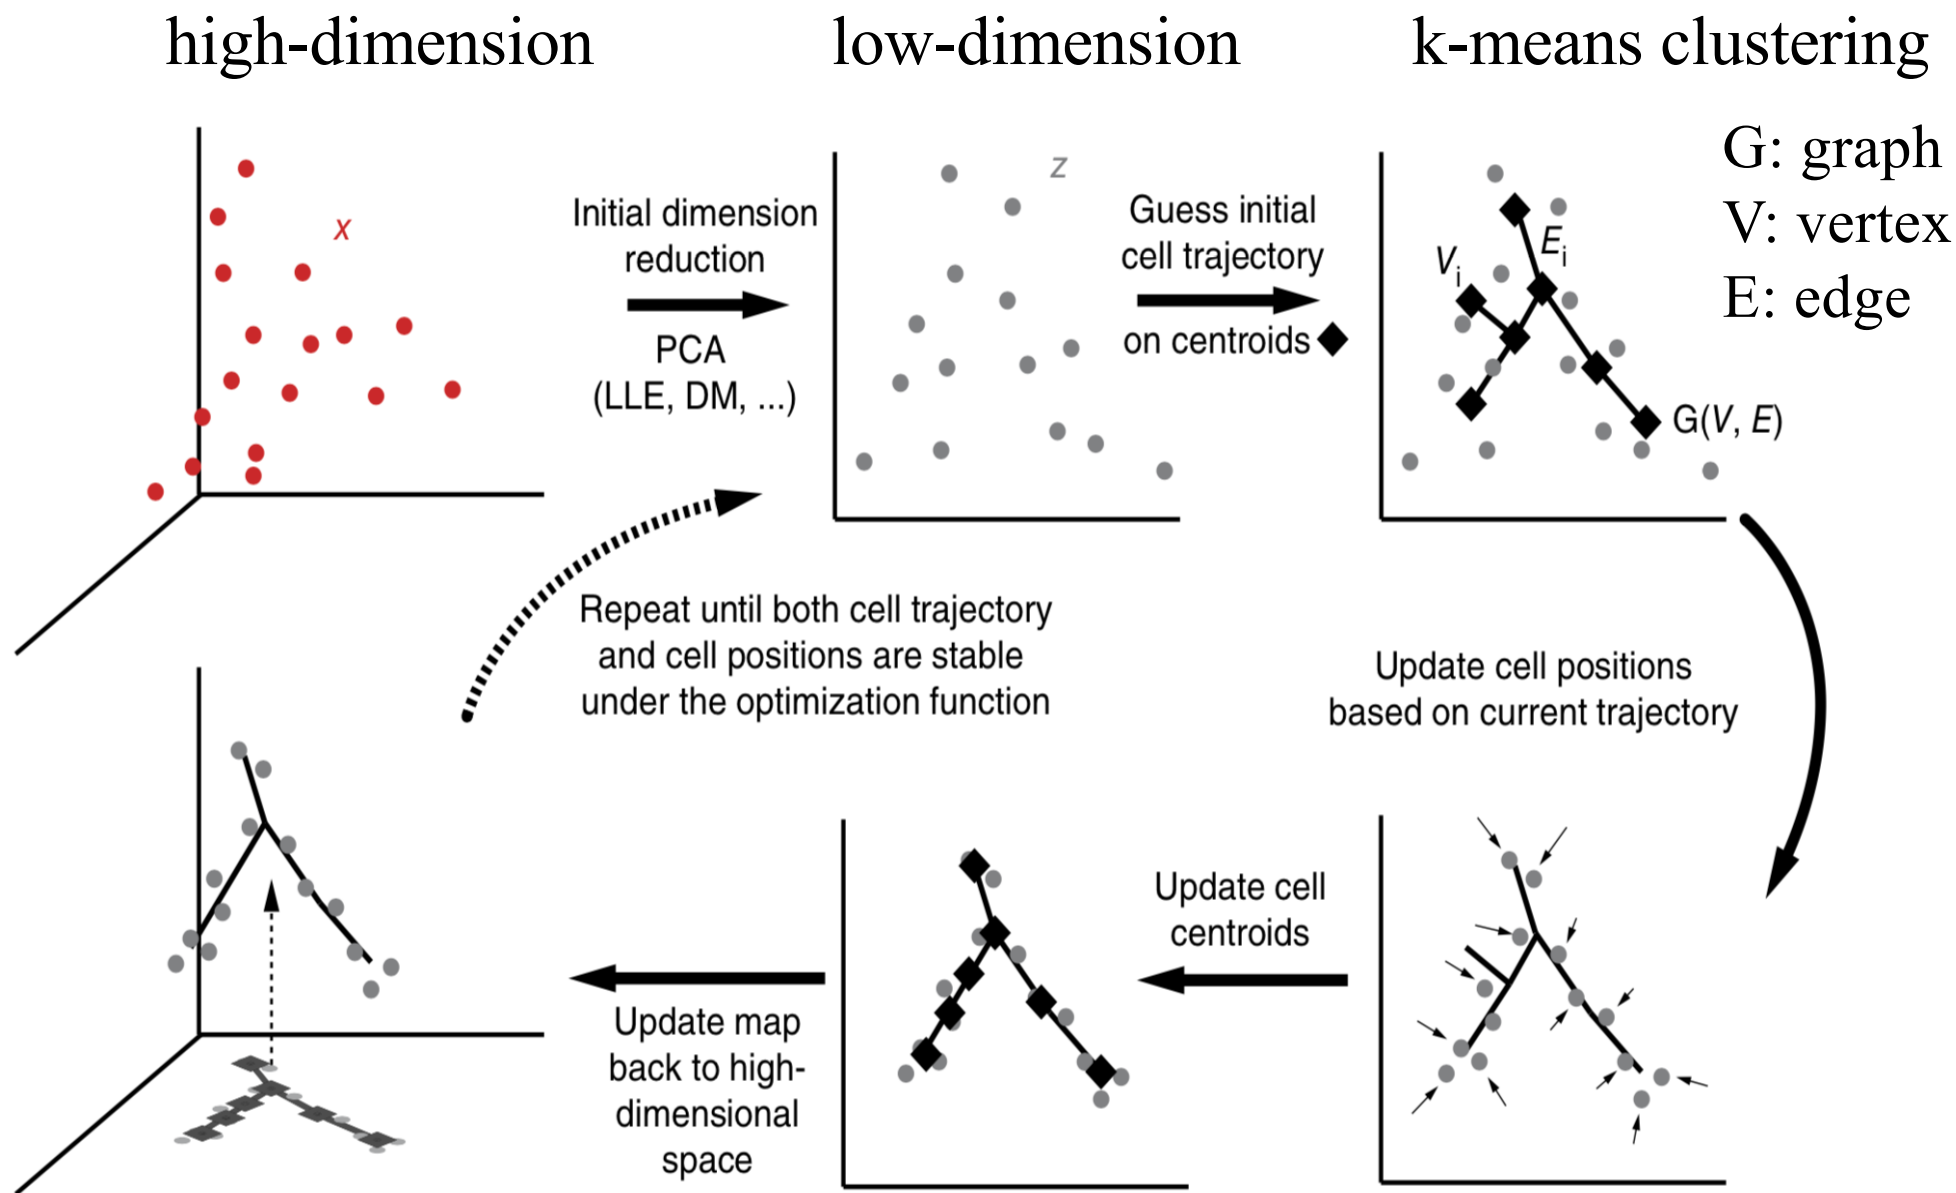 high-dimension
low-dimension
k-means clustering
G: graph
V: vertex
E: edge
x
Initial dimension
reduction
PCA
(LLE, DM, ...)
z
Guess initial
cell trajectory
on centroids
Vi
Ei
G(V, E)
Repeat until both cell trajectory
and cell positions are stable
under the optimization function
Update cell positions
based on current trajectory
Update cell
centroids
Update map
back to high-
dimensional
space